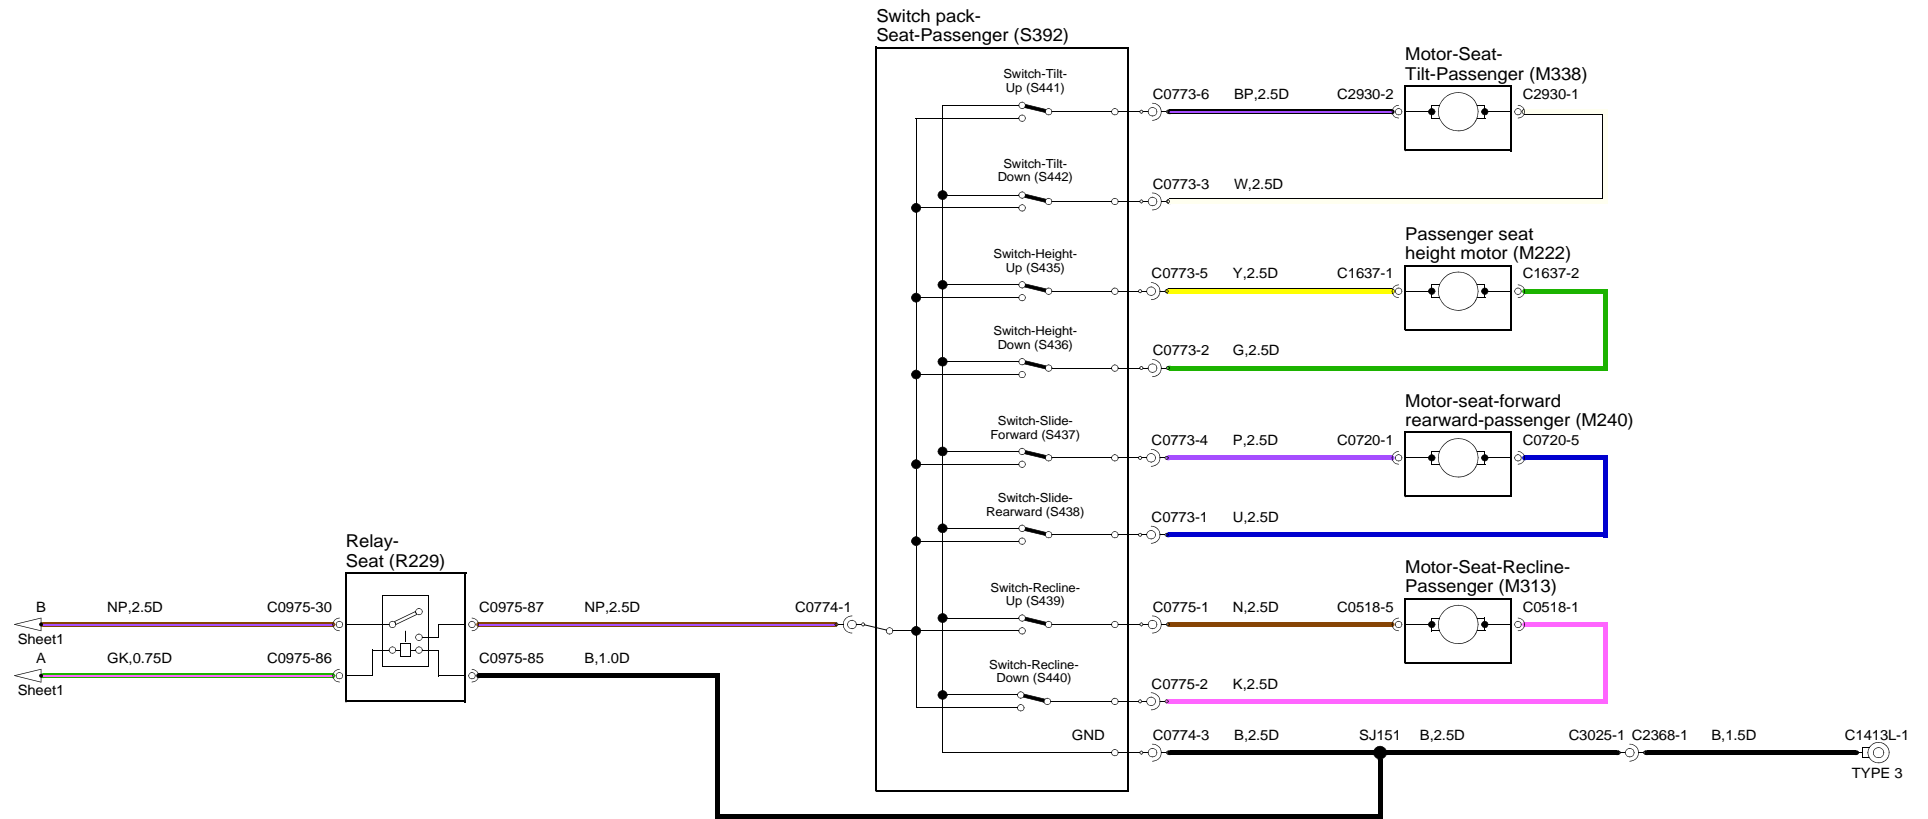 Switch pack-
Seat-Passenger (S392)
Switch-Tilt-
Up (S441)
C0773-6 BP,2.5D C2930-2
Motor-Seat-
Tilt-Passenger (M338)
C2930-1
Switch-Tilt-
Down (S442)
C0773-3 W,2.5D
Switch-Height-
Up (S435)
C0773-5 Y,2.5D C1637-1
Passenger seat
height motor (M222)
C1637-2
Switch-Height-
Down (S436)
C0773-2 G,2.5D
Switch-Slide-
Forward (S437)
C0773-4 P,2.5D C0720-1
Motor-seat-forward
rearward-passenger (M240)
C0720-5
Switch-Slide-
Rearward (S438)
C0773-1 U,2.5D
Relay-
Seat (R229)
B NP,2.5D C0975-30
Sheet1
C0975-87 NP,2.5D C0774-1
A GK,0.75D C0975-86
Sheet1
C0975-85 B,1.0D
Switch-Recline-
Up (S439)
C0775-1 N,2.5D C0518-5
Motor-Seat-Recline-
Passenger (M313)
C0518-1
Switch-Recline-
Down (S440)
C0775-2 K,2.5D
GND C0774-3 B,2.5D SJ151 B,2.5D C3025-1 C2368-1 B,1.5D C1413L-1
TYPE 3